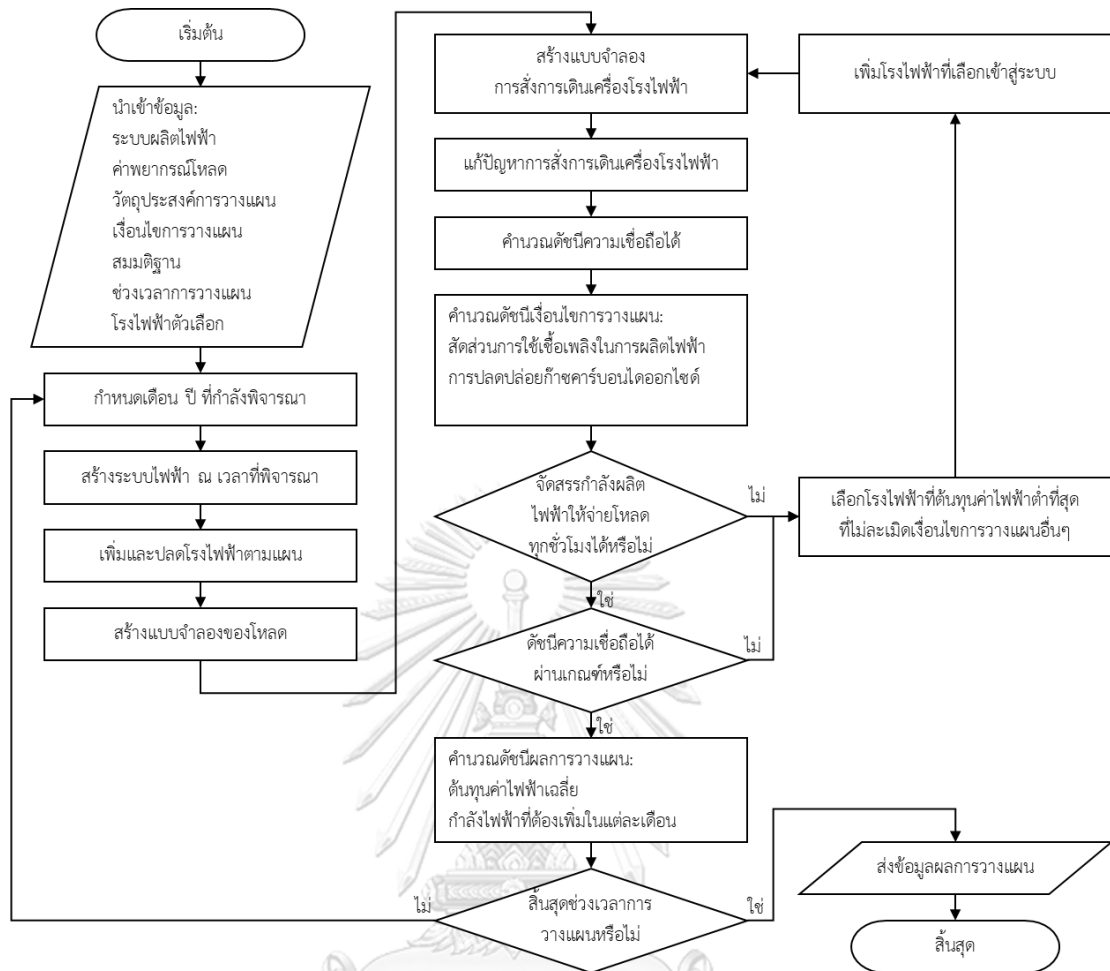 เริ่มต้น
นำเข้าข้อมูล:
ระบบผลิตไฟฟ้า
ค่าพยากรณ์โหลด
วัตถุประสงค์การวางแผน
เงื่อนไขการวางแผน
สมมติฐาน
ช่วงเวลาการวางแผน
โรงไฟฟ้าตัวเลือก
กำหนดเดือน ปี ที่กำลังพิจารณา
สร้างระบบไฟฟ้า ณ เวลาที่พิจารณา
เพิ่มและปลดโรงไฟฟ้าตามแผน
สร้างแบบจำลองของโหลด
สร้างแบบจำลอง
การสั่งการเดินเครื่องโรงไฟฟ้า
แก้ปัญหาการสั่งการเดินเครื่องโรงไฟฟ้า
คำนวณดัชนีความเชื่อถือได้
คำนวณดัชนีเงื่อนไขการวางแผน:
สัดส่วนการใช้เชื้อเพลิงในการผลิตไฟฟ้า
การปลดปล่อยก๊าซคาร์บอนไดออกไซด์
จัดสรรกำลังผลิต
ไฟฟ้าให้จ่ายโหลด
ทุกชั่วโมงได้หรือไม่
ไม่
เลือกโรงไฟฟ้าที่ต้นทุนค่าไฟฟ้าต่ำที่สุด
ที่ไม่ละเมิดเงื่อนไขการวางแผนอื่นๆ
เพิ่มโรงไฟฟ้าที่เลือกเข้าสู่ระบบ
ใช่
ดัชนีความเชื่อถือได้
ผ่านเกณฑ์หรือไม่
ไม่
ใช่
คำนวณดัชนีผลการวางแผน:
ต้นทุนค่าไฟฟ้าเฉลี่ย
กำลังไฟฟ้าที่ต้องเพิ่มในแต่ละเดือน
สิ้นสุดช่วงเวลาการ
วางแผนหรือไม่
ไม่
ใช่
ส่งข้อมูลผลการวางแผน
สิ้นสุด